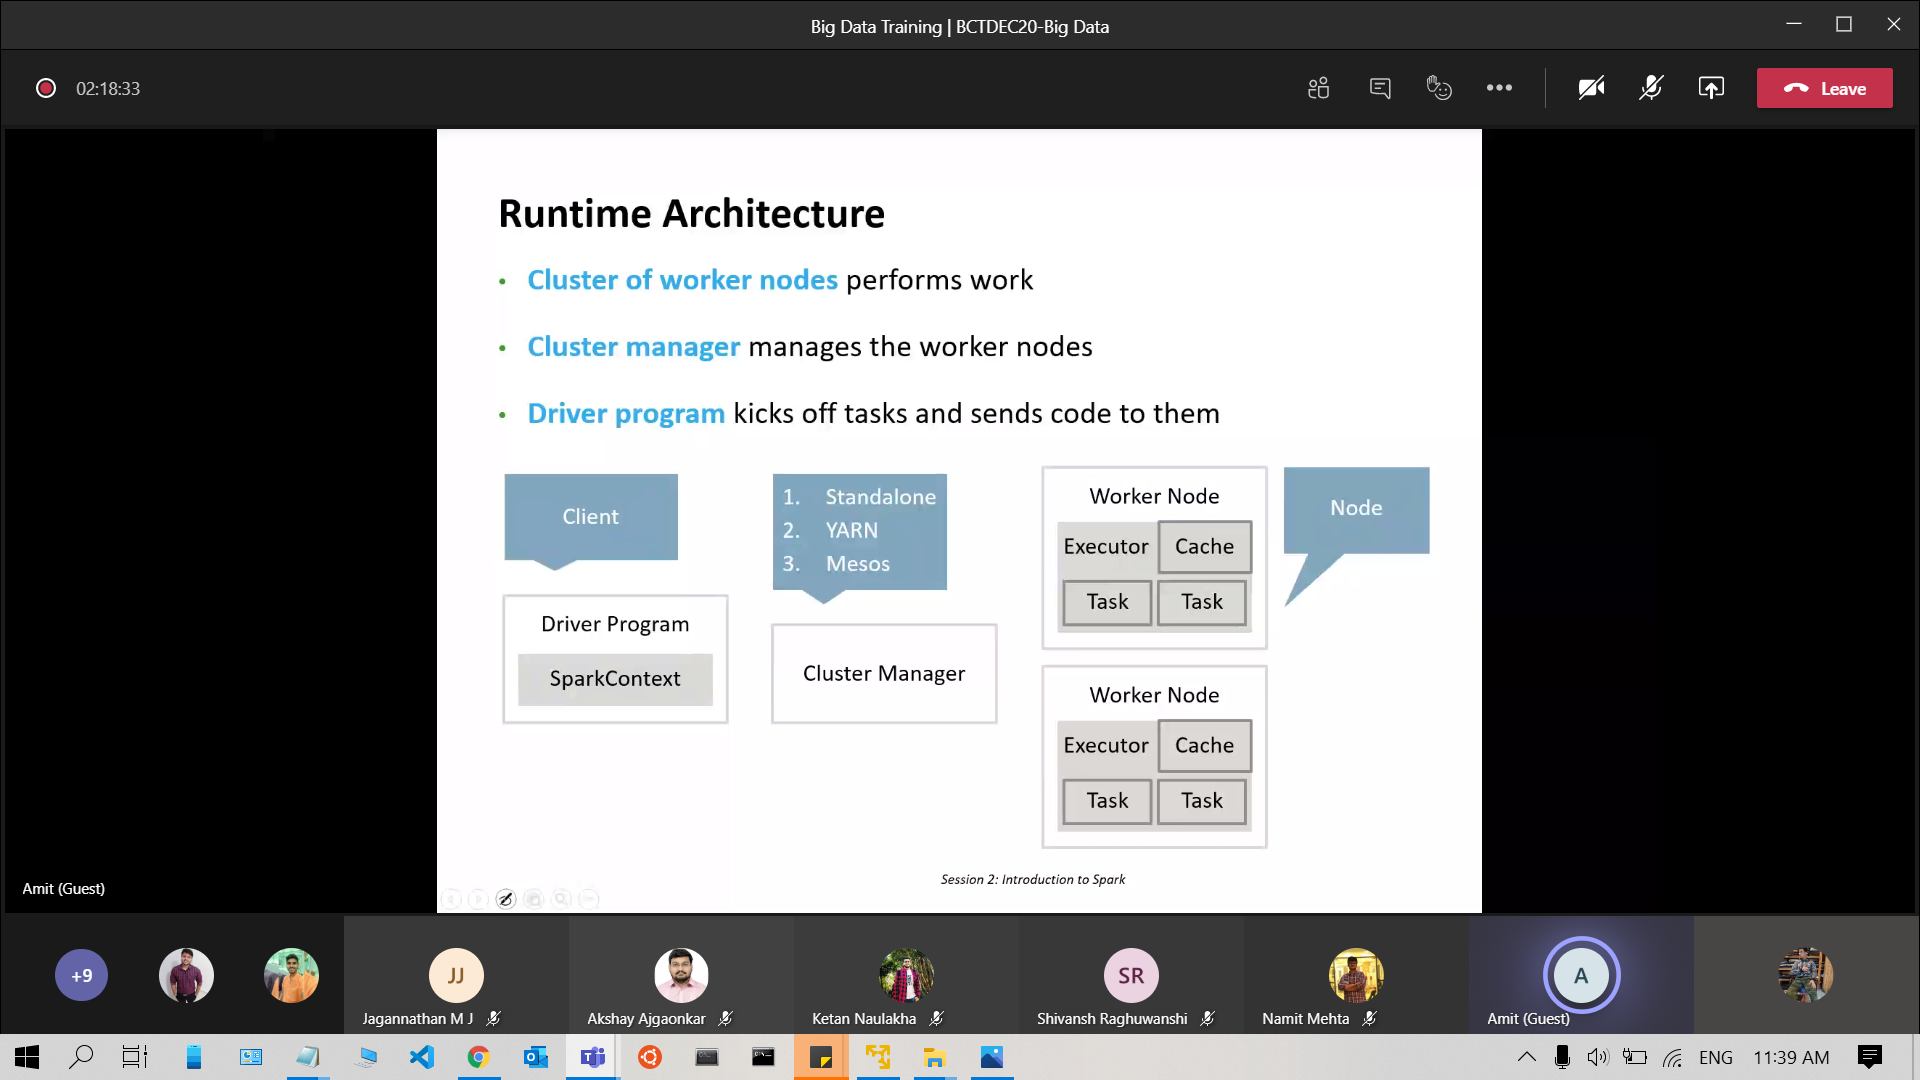 Big Data Training | BCTDEC20-Big Data
02:18:33
Leave
Runtime Architecture
• Cluster of worker nodes performs work
• Cluster manager manages the worker nodes
• Driver program kicks off tasks and sends code to them
Client
1. Standalone
2. YARN
3. Mesos
Driver Program
SparkContext
Cluster Manager
Worker Node
Executor Cache
Task Task
Node
Worker Node
Executor Cache
Task Task
Session 2: Introduction to Spark
Amit (Guest)
+9
JJ
SR
A
Jagannathan M J
Akshay Ajgaonkar
Ketan Naulakha
Shivansh Raghuwanshi
Namit Mehta
Amit (Guest)
ENG
11:39 AM